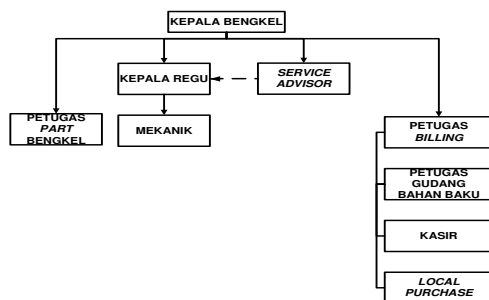 KEPALA BENGKEL
KEPALA REGU
SERVICE
ADVISOR
PETUGAS
PART
BENGKEL
MEKANIK
PETUGAS
BILLING
PETUGAS
GUDANG
BAHAN BAKU
KASIR
LOCAL
PURCHASE